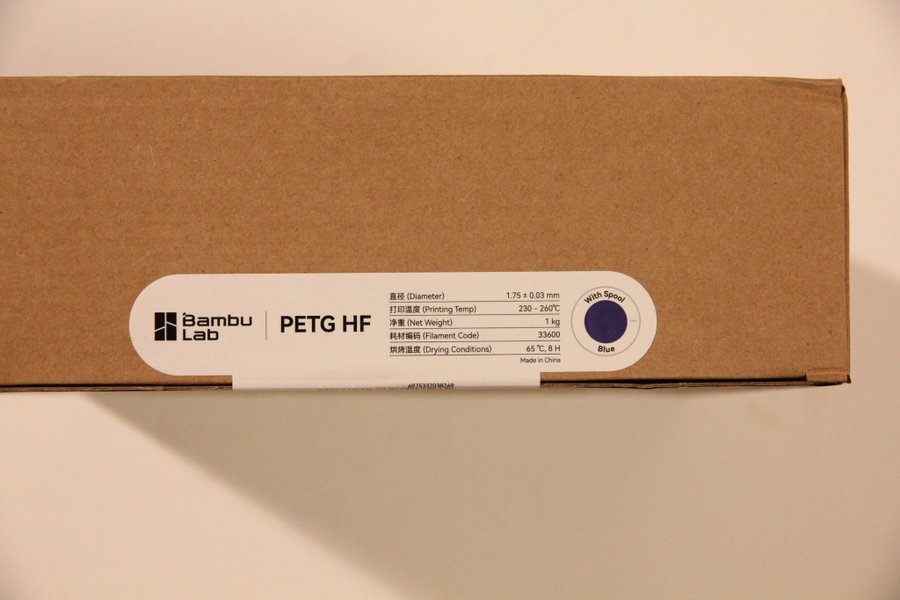 Bambu
Lab
PETG HF
直径 (Diameter) 1.75 ± 0.03 mm
打印温度 (Printing Temp) 230 - 260℃
净重 (Net Weight) 1 kg
耗材编码 (Filament Code) 33600
烘烤温度 (Drying Conditions) 65 ℃, 8 H
Made in China
With Spool
Blue
6975337038269